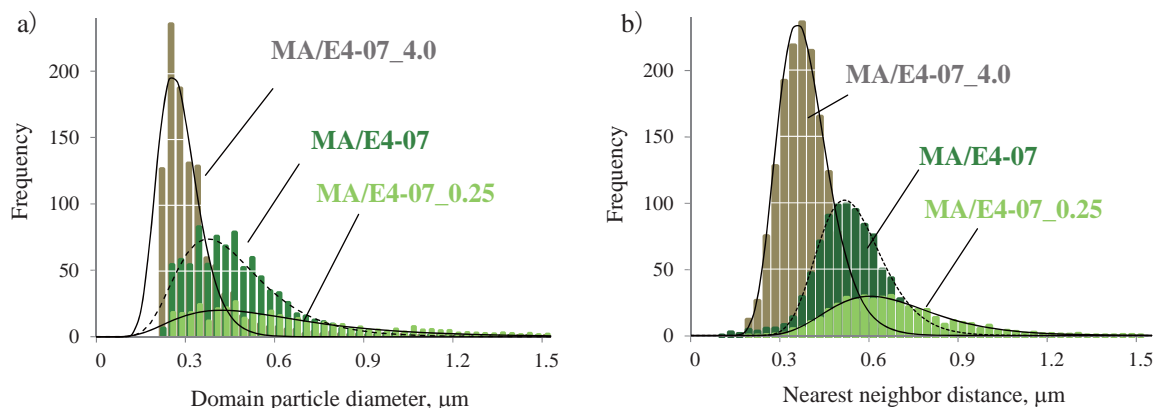 a)
MA/E4-07_4.0
MA/E4-07
MA/E4-07_0.25
Frequency
200
150
100
50
0
0
0.3
0.6
0.9
1.2
1.5
Domain particle diameter, μm
b)
MA/E4-07_4.0
MA/E4-07
MA/E4-07_0.25
Frequency
200
150
100
50
0
0
0.3
0.6
0.9
1.2
1.5
Nearest neighbor distance, μm